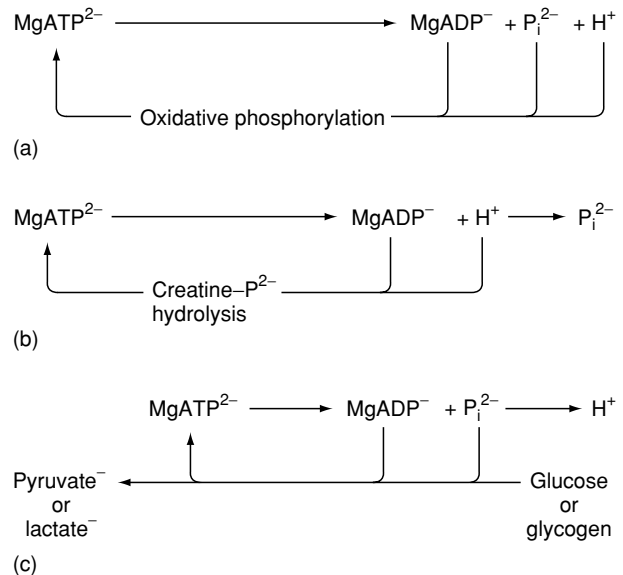 MgATP²⁻ MgADP⁻ + Pᵢ²⁻ + H⁺
Oxidative phosphorylation
(a)
MgATP²⁻ MgADP⁻ + H⁺ Pᵢ²⁻
Creatine–P²⁻
hydrolysis
(b)
MgATP²⁻ MgADP⁻ + Pᵢ²⁻ H⁺
Pyruvate⁻
or
lactate⁻
Glucose
or
glycogen
(c)